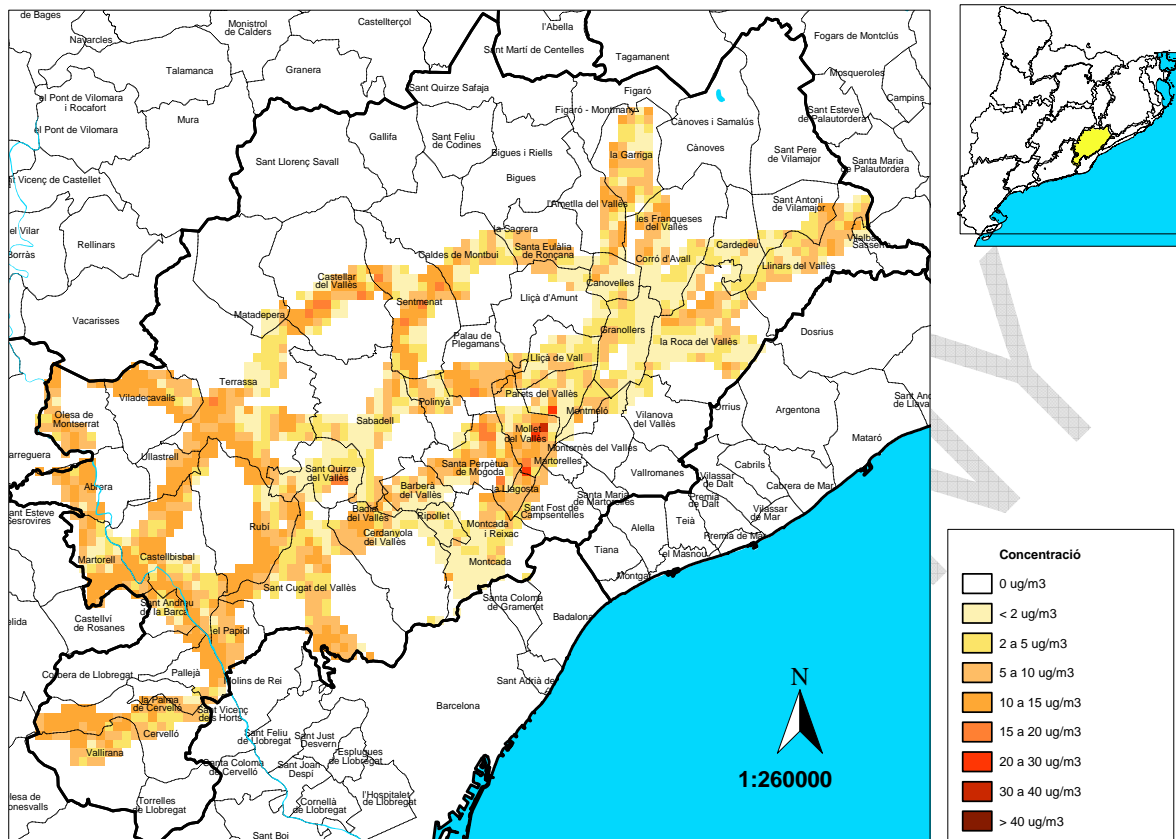 de Bages
Navarcles
Monistrol
de Calders
Castellterçol
l'Abella
Sant Martí de Centelles
Tagamanent
Fogars de Montclús
Talamanca
Granera
Mosqueroles
Sant Quirze Safaja
Figaró
Figaró - Montmany
Campins
el Pont de Vilomara
i Rocafort
el Pont de Vilomara
Mura
Gallifa
Sant Feliu
de Codines
Cànoves i Samalús
Sant Esteve
de Palautordera
Cànoves
Sant Llorenç Savall
Bigues i Riells
la Garriga
Sant Pere
de Vilamajor
Santa Maria
de Palautordera
Bigues
Sant Antoni
de Vilamajor
el Vilar
Rellinars
l'Ametlla del Vallès
les Franqueses
del Vallès
la Sagrera
Santa Eulàlia
de Ronçana
Cardedeu
Vilalba
Sasserra
Borràs
Caldes de Montbui
Corró d'Avall
Llinars del Vallès
Castellar
del Vallès
Canovelles
Sentmenat
Lliçà d'Amunt
Vacarisses
Matadepera
Granollers
Dosrius
Palau de
Plegamans
la Roca del Vallès
Lliçà de Vall
Terrassa
Viladecavalls
Polinyà
Parets del Vallès
Olesa de
Montserrat
Sabadell
Montmeló
Vilanova
del Vallès
Òrrius
Argentona
Mollet
del Vallès
Mataró
Montornès del Vallès
Ullastrell
Sant Quirze
del Vallès
Santa Perpètua
de Mogoda
Martorelles
Vallromanes
Cabrils
Abrera
Barberà
del Vallès
la Llagosta
Vilassar
de Dalt
Cabrera de Mar
Santa Maria
de Martorelles
Premia
de Dalt
Vilassar
de Mar
Badia
del Vallès
Ripollet
Sant Fost de
Campsentelles
Rubí
Montcada
i Reixac
Alella
Teià
Premia de Mar
Cerdanyola
del Vallès
Castellbisbal
Tiana
el Masnou
Martorell
Montcada
Montgat
Sant Cugat del Vallès
Sant Andreu
de la Barca
Santa Coloma
de Gramenet
Castellví
de Rosanes
Badalona
el Papiol
Corbera de Llobregat
Pallejà
Molins de Rei
Sant Adrià de
la Palma
de Cervelló
Sant Vicenç
dels Horts
Barcelona
Cervelló
Sant Feliu
de Llobregat
Sant Just
Desvern
Vallirana
Santa Coloma
de Cervelló
Sant Joan
Despí
Esplugues
de Llobregat
Torrelles
de Llobregat
Cornellà
de Llobregat
l'Hospitalet
de Llobregat
Sant Boi
N
1:260000
Concentració
0 ug/m3
< 2 ug/m3
2 a 5 ug/m3
5 a 10 ug/m3
10 a 15 ug/m3
15 a 20 ug/m3
20 a 30 ug/m3
30 a 40 ug/m3
> 40 ug/m3